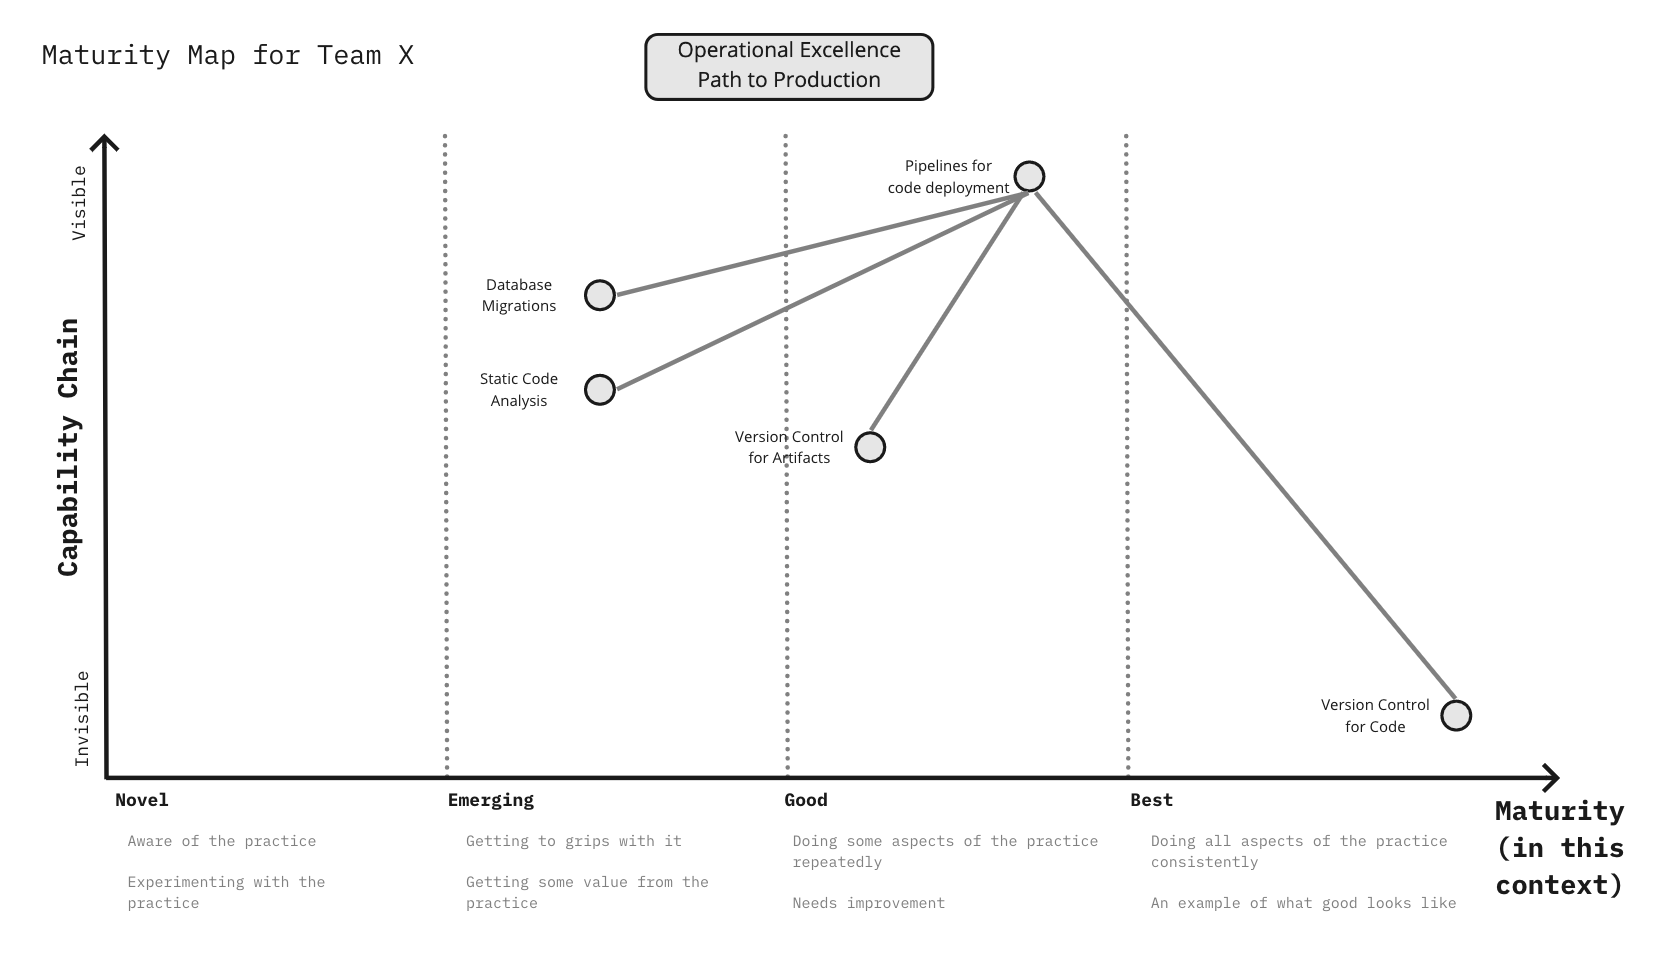 Maturity Map for Team X
Operational Excellence
Path to Production
Visible
Capability Chain
Invisible
Pipelines for
code deployment
Database
Migrations
Static Code
Analysis
Version Control
for Artifacts
Version Control
for Code
Novel
Aware of the practice
Experimenting with the
practice
Emerging
Getting to grips with it
Getting some value from the
practice
Good
Doing some aspects of the practice
repeatedly
Needs improvement
Best
Doing all aspects of the practice
consistently
An example of what good looks like
Maturity
(in this
context)